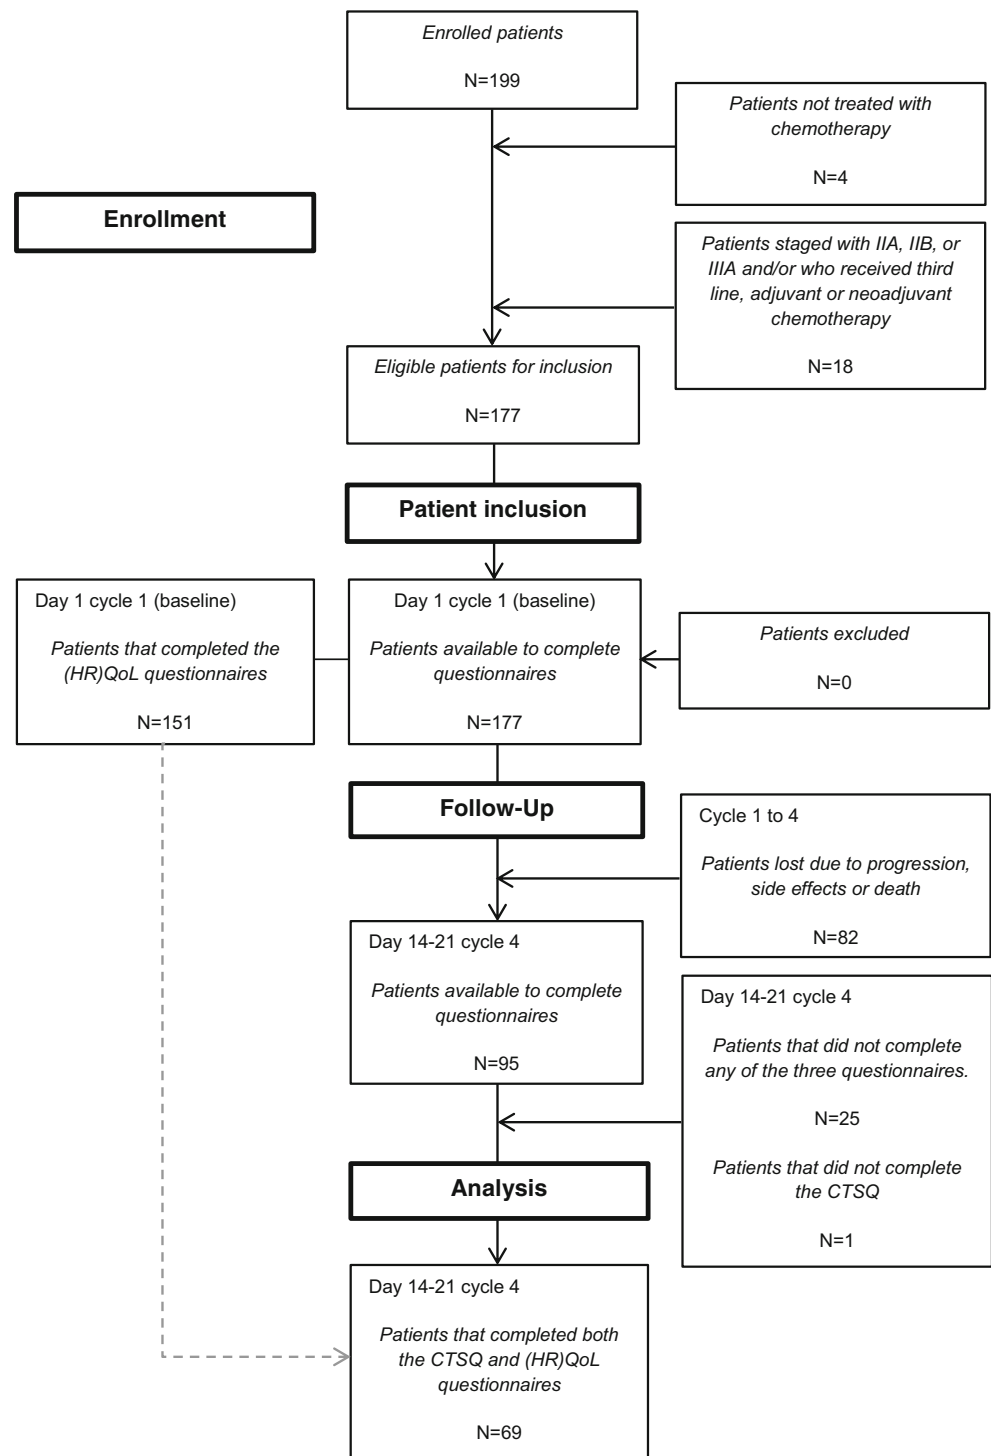 Enrolled patients
N=199
Patients not treated with
chemotherapy
N=4
Enrollment
Patients staged with IIA, IIB, or
IIIA and/or who received third
line, adjuvant or neoadjuvant
chemotherapy
N=18
Eligible patients for inclusion
N=177
Patient inclusion
Day 1 cycle 1 (baseline)
Patients that completed the
(HR)QoL questionnaires
N=151
Day 1 cycle 1 (baseline)
Patients available to complete
questionnaires
N=177
Patients excluded
N=0
Follow-Up
Cycle 1 to 4
Patients lost due to progression,
side effects or death
N=82
Day 14-21 cycle 4
Patients available to complete
questionnaires
N=95
Day 14-21 cycle 4
Patients that did not complete
any of the three questionnaires.
N=25
Patients that did not complete
the CTSQ
N=1
Analysis
Day 14-21 cycle 4
Patients that completed both
the CTSQ and (HR)QoL
questionnaires
N=69